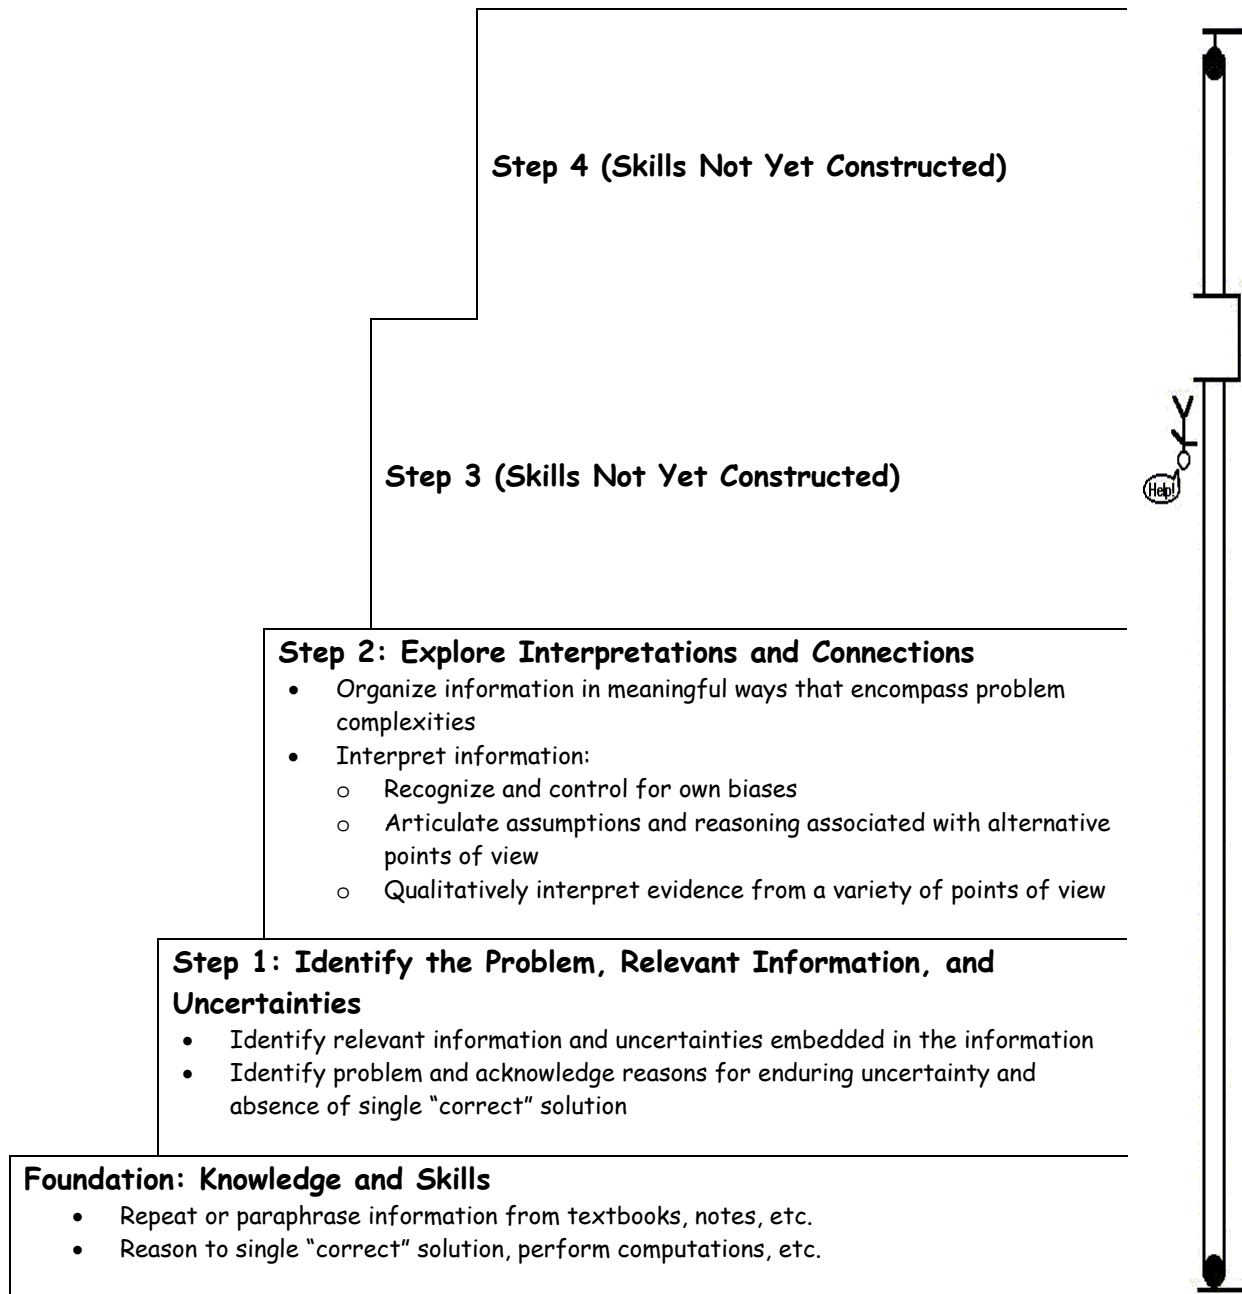 Step 4 (Skills Not Yet Constructed)
Step 3 (Skills Not Yet Constructed)
Help!
Step 2: Explore Interpretations and Connections
• Organize information in meaningful ways that encompass problem
complexities
• Interpret information:
o Recognize and control for own biases
o Articulate assumptions and reasoning associated with alternative
points of view
o Qualitatively interpret evidence from a variety of points of view
Step 1: Identify the Problem, Relevant Information, and
Uncertainties
• Identify relevant information and uncertainties embedded in the information
• Identify problem and acknowledge reasons for enduring uncertainty and
absence of single “correct” solution
Foundation: Knowledge and Skills
• Repeat or paraphrase information from textbooks, notes, etc.
• Reason to single “correct” solution, perform computations, etc.